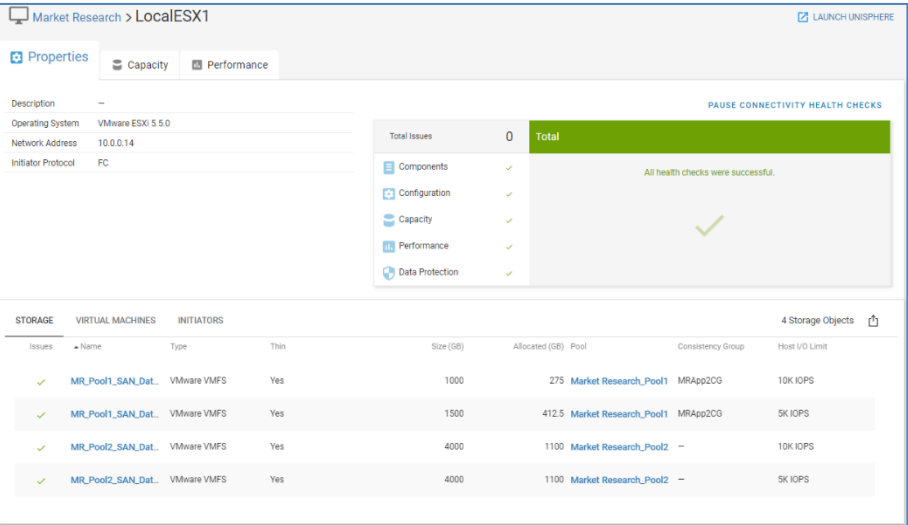 Market Research > LocalESX1
LAUNCH UNISPHERE
Properties
Capacity
Performance
Description –
Operating System VMware ESXi 5.5.0
Network Address 10.0.0.14
Initiator Protocol FC
PAUSE CONNECTIVITY HEALTH CHECKS
Total Issues 0 Total
Components
Configuration
Capacity
Performance
Data Protection
All health checks were successful.
STORAGE VIRTUAL MACHINES INITIATORS
4 Storage Objects
Issues Name Type Thin Size (GB) Allocated (GB) Pool Consistency Group Host I/O Limit
MR_Pool1_SAN_Dat... VMware VMFS Yes 1000 275 Market Research_Pool1 MRApp2CG 10K IOPS
MR_Pool1_SAN_Dat... VMware VMFS Yes 1500 412.5 Market Research_Pool1 MRApp2CG 5K IOPS
MR_Pool2_SAN_Dat... VMware VMFS Yes 4000 1100 Market Research_Pool2 – 10K IOPS
MR_Pool2_SAN_Dat... VMware VMFS Yes 4000 1100 Market Research_Pool2 – 5K IOPS